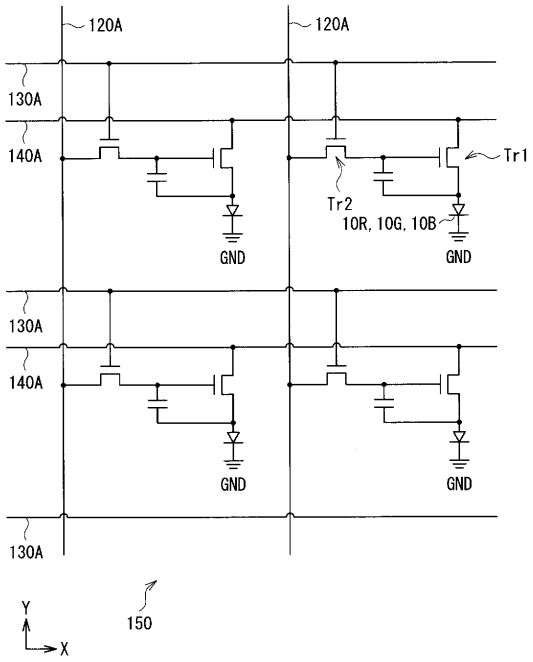 120A
120A
130A
140A
Tr1
Tr2
10R, 10G, 10B
GND
GND
130A
140A
GND
GND
130A
150
Y
X